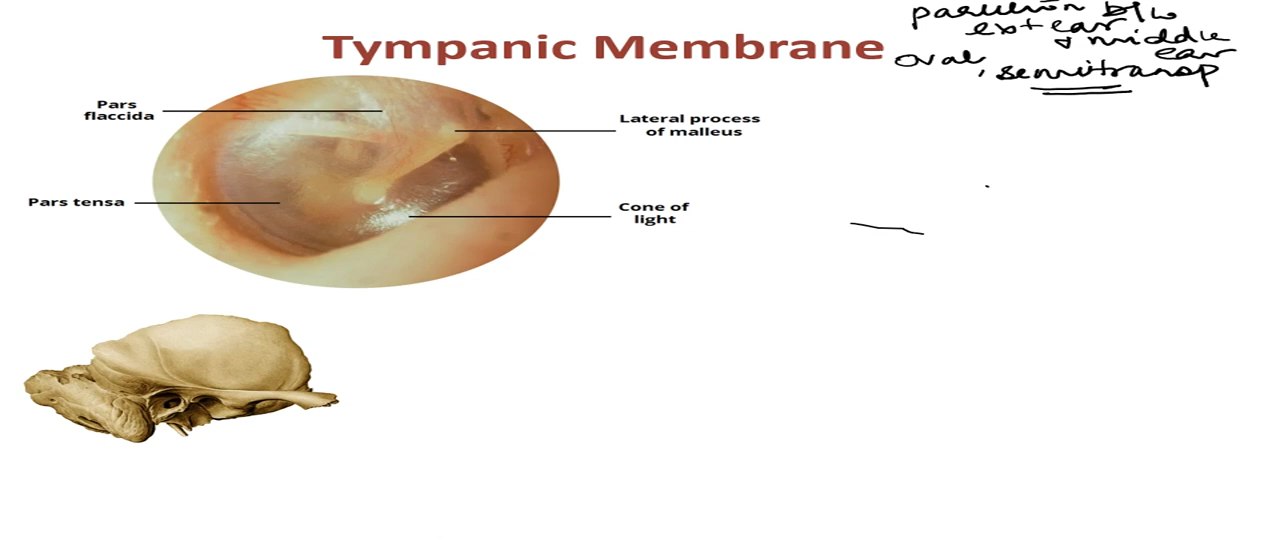 Tympanic Membrane
b/w
ext ear
& middle
ear
oval, semitransp
Pars
flaccida
Lateral process
of malleus
Pars tensa
Cone of
light